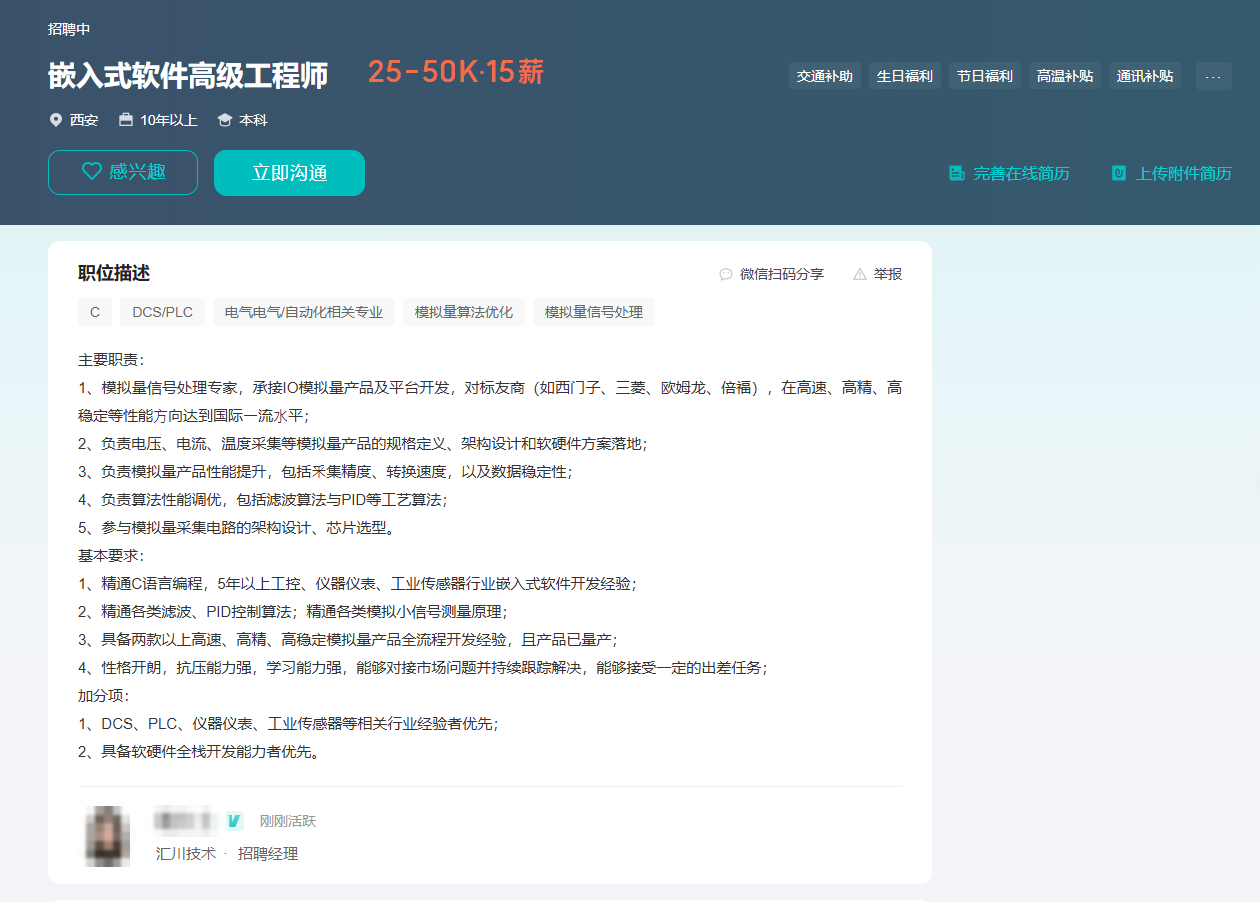 招聘中
嵌入式软件高级工程师 25-50K·15薪
交通补助 生日福利 节日福利 高温补贴 通讯补贴 ...
西安 10年以上 本科
感兴趣 立即沟通 完善在线简历 上传附件简历
职位描述 微信扫码分享 举报
C DCS/PLC 电气电气/自动化相关专业 模拟量算法优化 模拟量信号处理
主要职责：
1、模拟量信号处理专家，承接IO模拟量产品及平台开发，对标友商（如西门子、三菱、欧姆龙、倍福），在高速、高精、高
稳定等性能方向达到国际一流水平；
2、负责电压、电流、温度采集等模拟量产品的规格定义、架构设计和软硬件方案落地；
3、负责模拟量产品性能提升，包括采集精度、转换速度，以及数据稳定性；
4、负责算法性能调优，包括滤波算法与PID等工艺算法；
5、参与模拟量采集电路的架构设计、芯片选型。
基本要求：
1、精通C语言编程，5年以上工控、仪器仪表、工业传感器行业嵌入式软件开发经验；
2、精通各类滤波、PID控制算法；精通各类模拟小信号测量原理；
3、具备两款以上高速、高精、高稳定模拟量产品全流程开发经验，且产品已量产；
4、性格开朗，抗压能力强，学习能力强，能够对接市场问题并持续跟踪解决，能够接受一定的出差任务；
加分项：
1、DCS、PLC、仪器仪表、工业传感器等相关行业经验者优先；
2、具备软硬件全栈开发能力者优先。
刚刚活跃
汇川技术 · 招聘经理